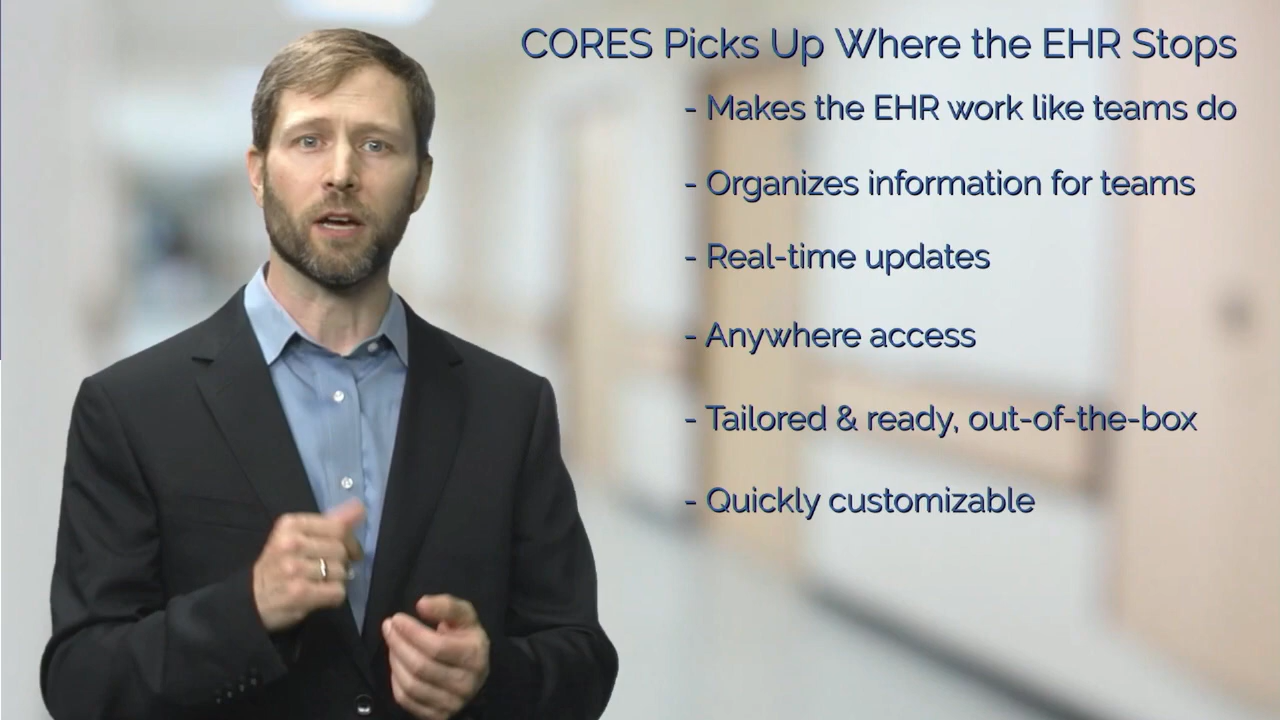 CORES Picks Up Where the EHR Stops
- Makes the EHR work like teams do
- Organizes information for teams
- Real-time updates
- Anywhere access
- Tailored & ready, out-of-the-box
- Quickly customizable